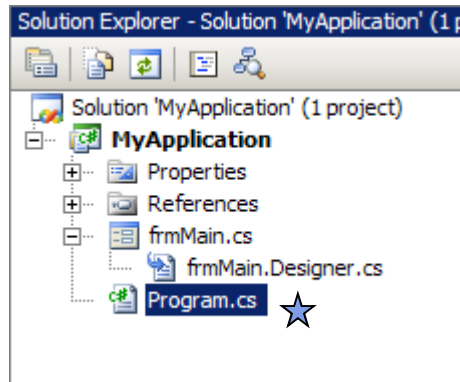 Solution Explorer - Solution 'MyApplication' (1 p
Solution 'MyApplication' (1 project)
MyApplication
Properties
References
frmMain.cs
frmMain.Designer.cs
Program.cs